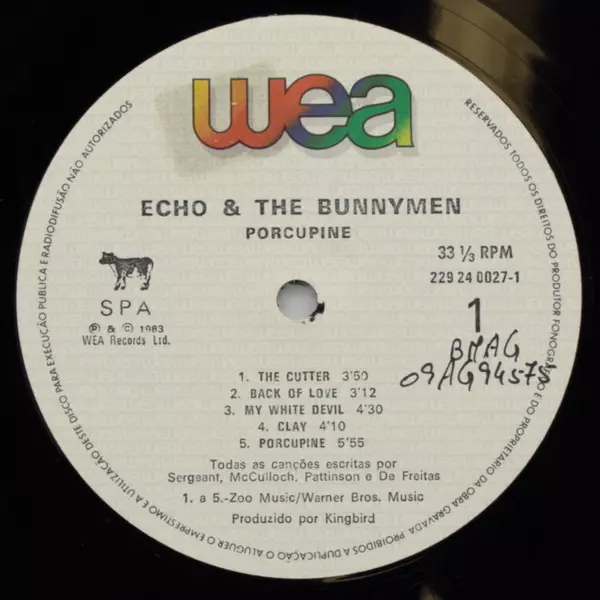 wea
ECHO & THE BUNNYMEN
PORCUPINE
33 ⅓ RPM
229 24 0027-1
SPA
1
℗ & © 1983
WEA Records Ltd.
BMAG
09AG94575
1. THE CUTTER 3'50
2. BACK OF LOVE 3'12
3. MY WHITE DEVIL 4'30
4. CLAY 4'10
5. PORCUPINE 5'55
Todas as canções escritas por
Sergeant, McCulloch, Pattinson e De Freitas
1. a 5.-Zoo Music/Warner Bros. Music
Produzido por Kingbird
RESERVADOS TODOS OS DIREITOS DO PRODUTOR FONOGRÁFICO E DO PROPRIETÁRIO DA OBRA GRAVADA PROIBIDOS A DUPLICAÇÃO O ALUGUER O EMPRÉSTIMO E A UTILIZAÇÃO DESTE DISCO PARA EXECUÇÃO PÚBLICA E RADIODIFUSÃO NÃO AUTORIZADOS